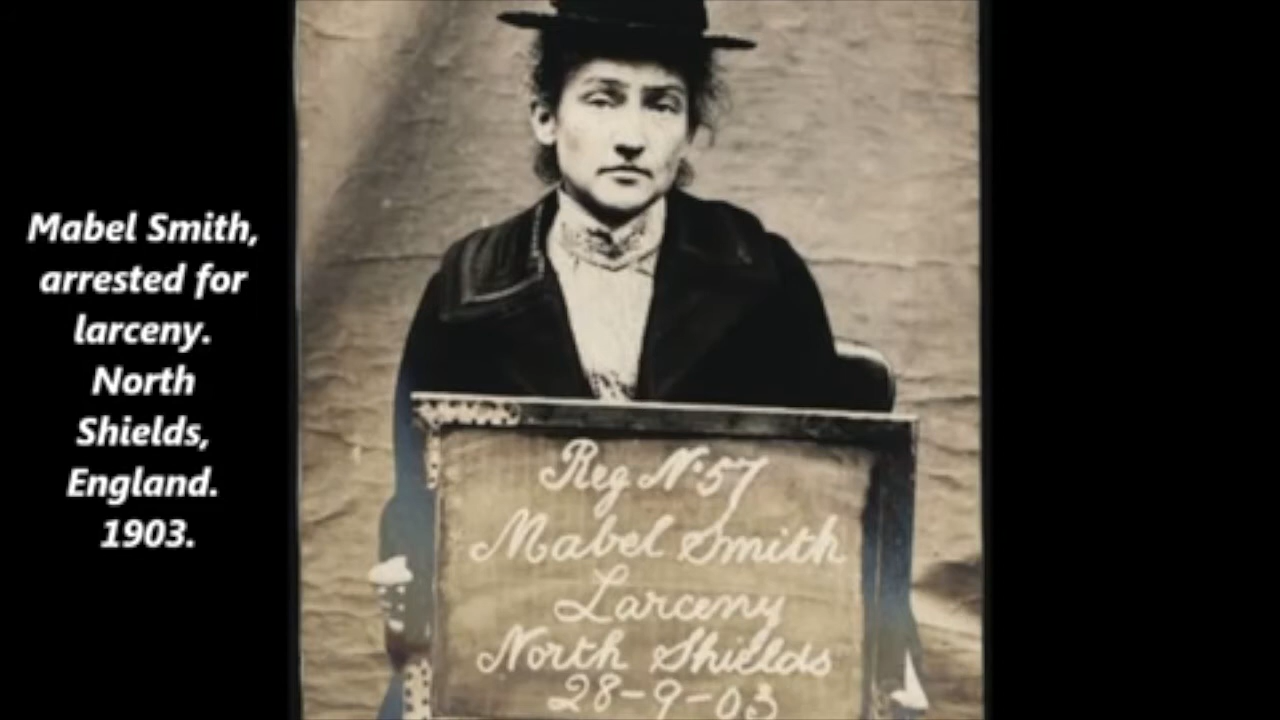 Mabel Smith,
arrested for
larceny.
North
Shields,
England.
1903.
Reg Nº 57
Mabel Smith
Larceny
North Shields
28-9-03